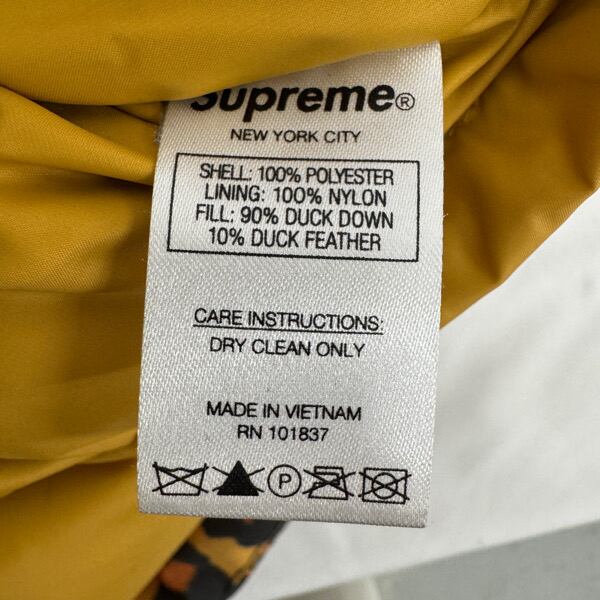 Supreme®
NEW YORK CITY
SHELL: 100% POLYESTER
LINING: 100% NYLON
FILL: 90% DUCK DOWN
10% DUCK FEATHER
CARE INSTRUCTIONS:
DRY CLEAN ONLY
MADE IN VIETNAM
RN 101837
P